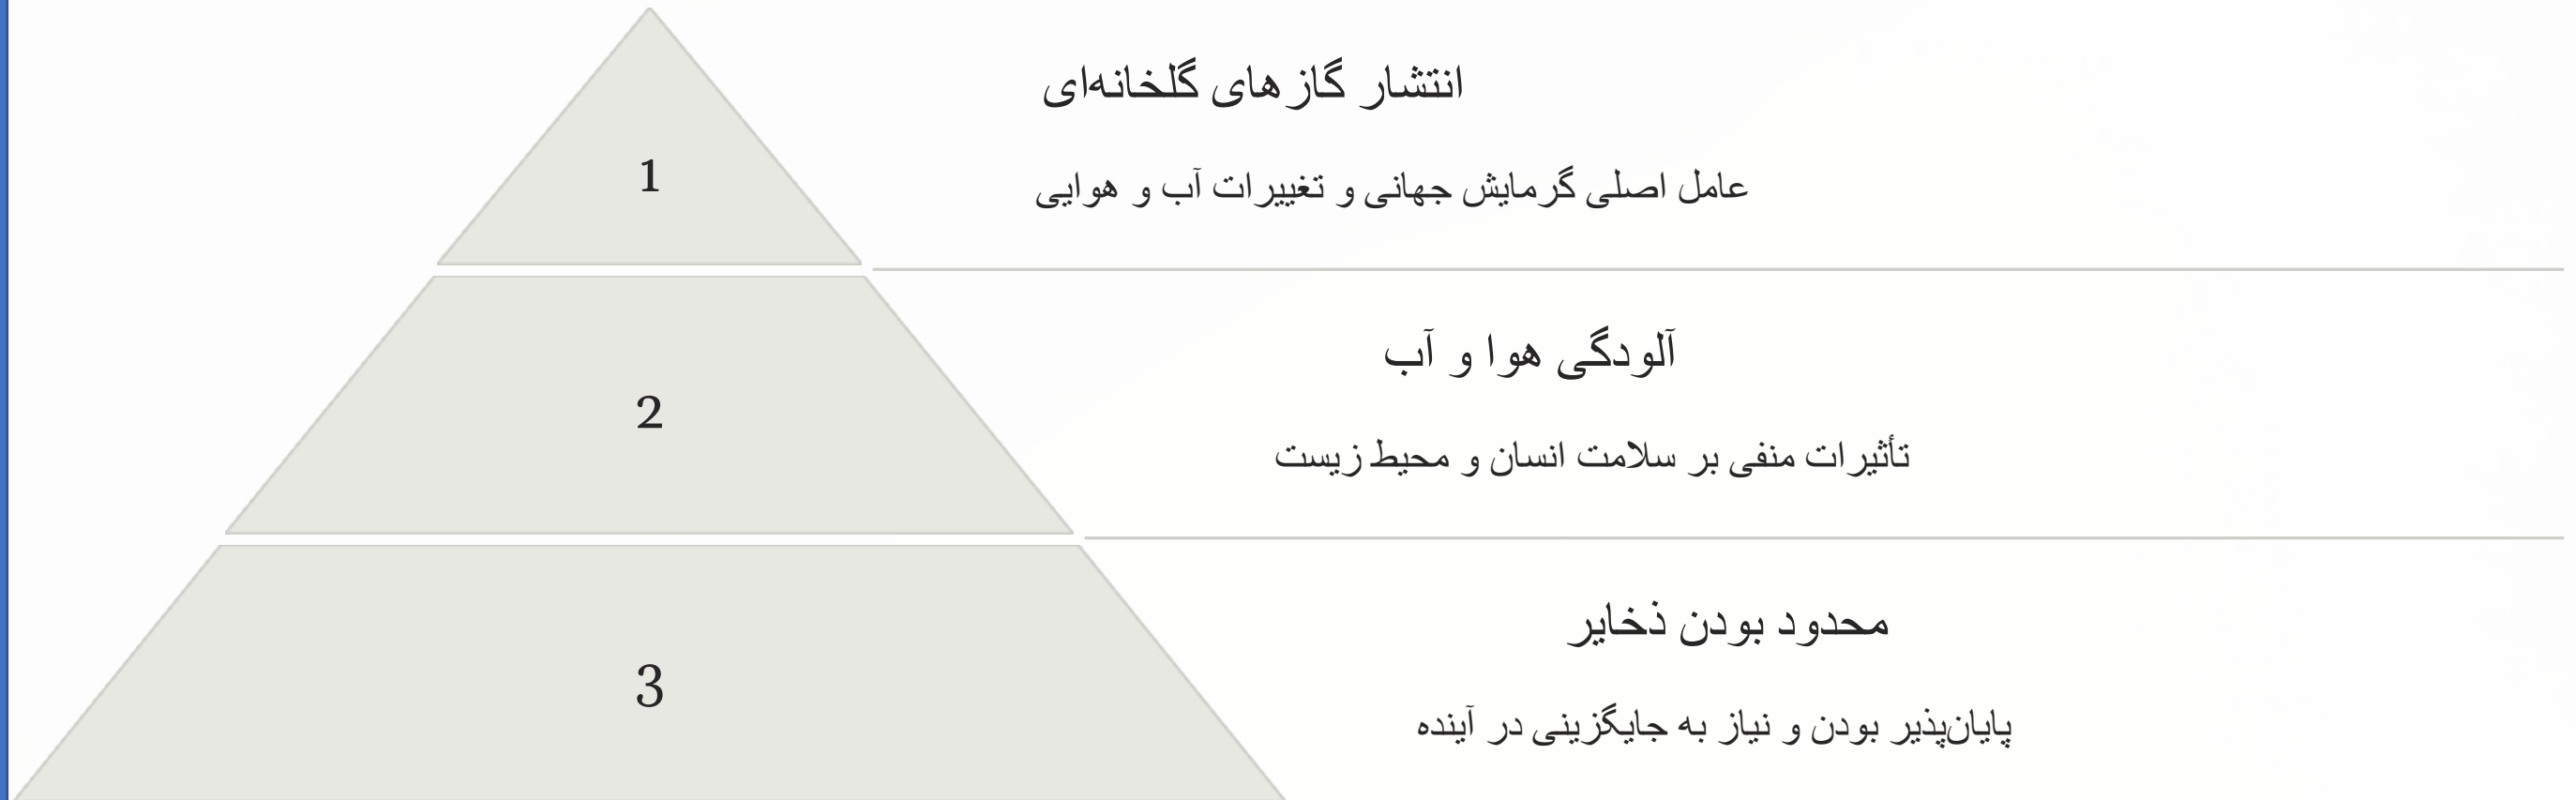 1
انتشار گازهای گلخانه‌ای
عامل اصلی گرمایش جهانی و تغییرات آب و هوایی
2
آلودگی هوا و آب
تأثیرات منفی بر سلامت انسان و محیط زیست
3
محدود بودن ذخایر
پایان‌پذیر بودن و نیاز به جایگزینی در آینده